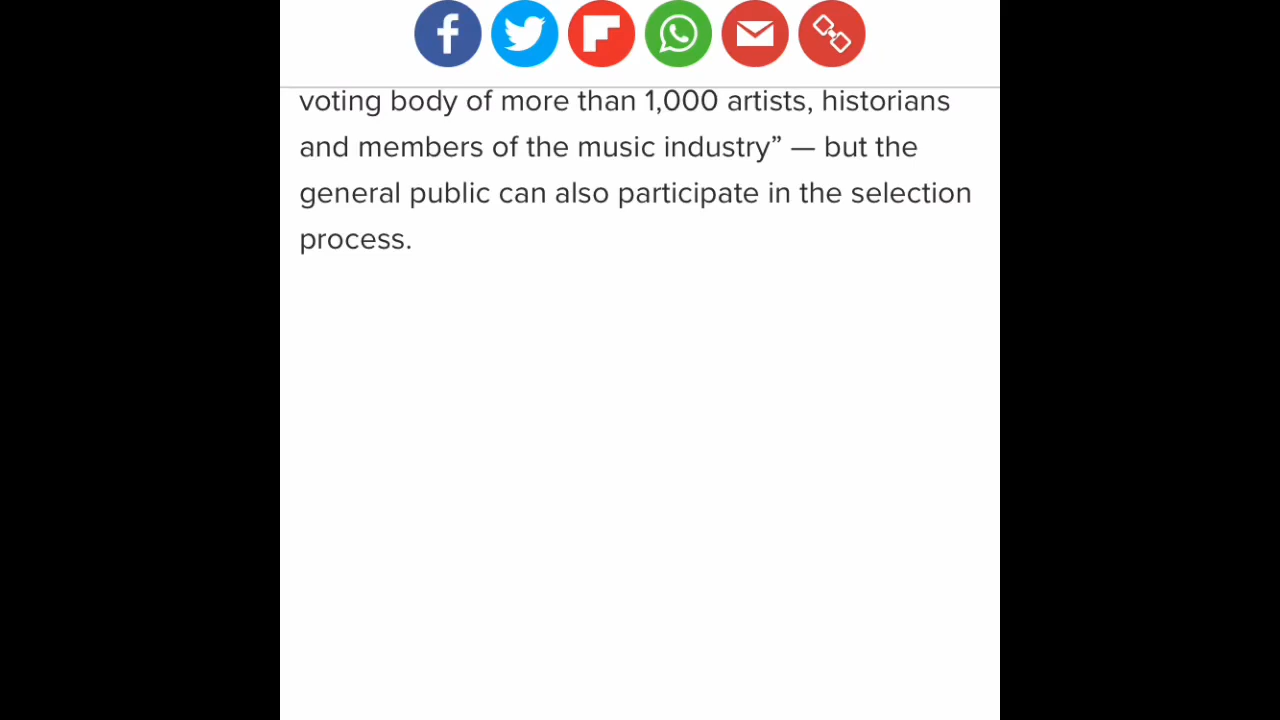 voting body of more than 1,000 artists, historians
and members of the music industry” — but the
general public can also participate in the selection
process.